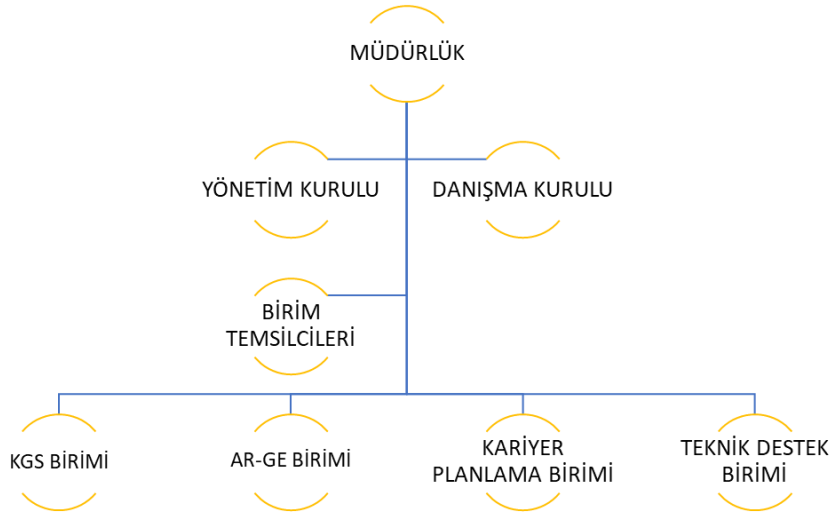 MÜDÜRLÜK
YÖNETİM KURULU
DANIŞMA KURULU
BİRİM
TEMSİLCİLERİ
KGS BİRİMİ
AR-GE BİRİMİ
KARİYER
PLANLAMA BİRİMİ
TEKNİK DESTEK
BİRİMİ